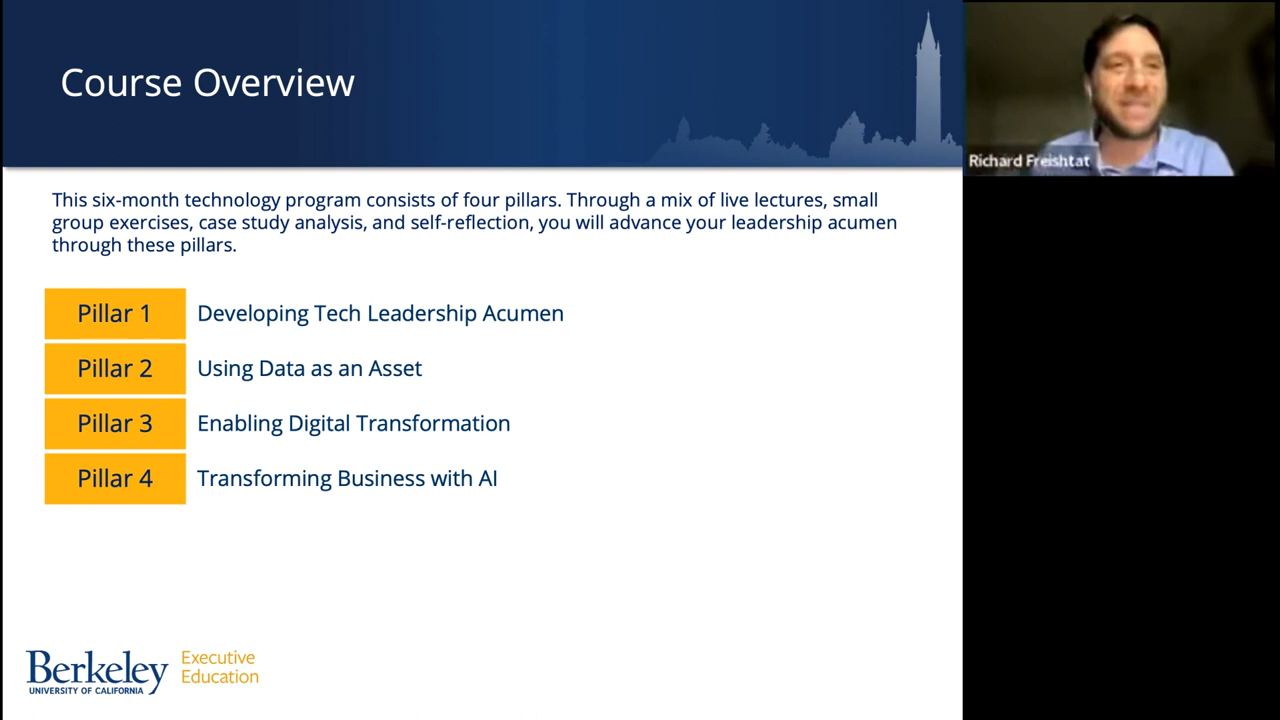 Course Overview
Richard Freishtat
This six-month technology program consists of four pillars. Through a mix of live lectures, small
group exercises, case study analysis, and self-reflection, you will advance your leadership acumen
through these pillars.
Pillar 1 Developing Tech Leadership Acumen
Pillar 2 Using Data as an Asset
Pillar 3 Enabling Digital Transformation
Pillar 4 Transforming Business with AI
Berkeley
UNIVERSITY OF CALIFORNIA
Executive
Education